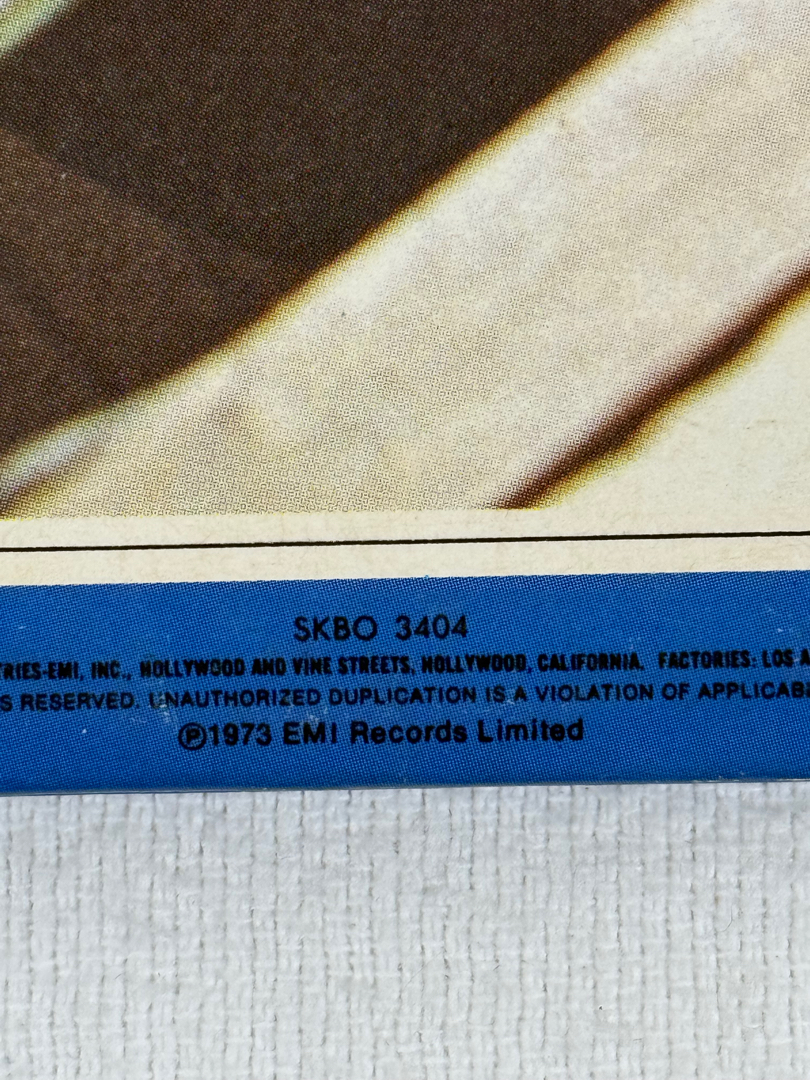 SKBO 3404
TRIES-EMI, INC., HOLLYWOOD AND VINE STREETS, HOLLYWOOD, CALIFORNIA. FACTORIES: LOS A
S RESERVED. UNAUTHORIZED DUPLICATION IS A VIOLATION OF APPLICAB
℗1973 EMI Records Limited